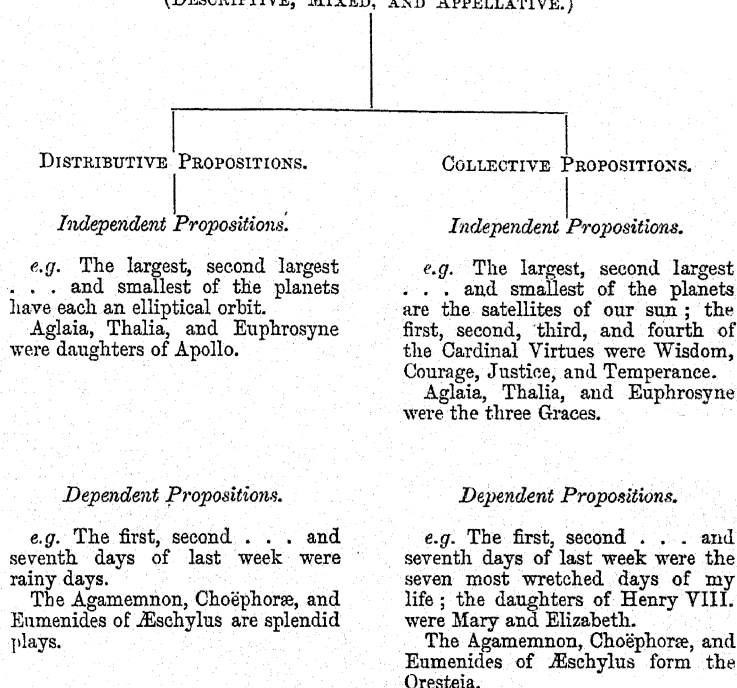 (DESCRIPTIVE, MIXED, AND APPELLATIVE.)
DISTRIBUTIVE PROPOSITIONS.
Independent Propositions.
e.g. The largest, second largest
. . . and smallest of the planets
have each an elliptical orbit.
Aglaia, Thalia, and Euphrosyne
were daughters of Apollo.
Dependent Propositions.
e.g. The first, second . . . and
seventh days of last week were
rainy days.
The Agamemnon, Choëphoræ, and
Eumenides of Æschylus are splendid
plays.
COLLECTIVE PROPOSITIONS.
Independent Propositions.
e.g. The largest, second largest
. . . and smallest of the planets
are the satellites of our sun ; the
first, second, third, and fourth of
the Cardinal Virtues were Wisdom,
Courage, Justice, and Temperance.
Aglaia, Thalia, and Euphrosyne
were the three Graces.
Dependent Propositions.
e.g. The first, second . . . and
seventh days of last week were the
seven most wretched days of my
life ; the daughters of Henry VIII.
were Mary and Elizabeth.
The Agamemnon, Choëphoræ, and
Eumenides of Æschylus form the
Oresteia.